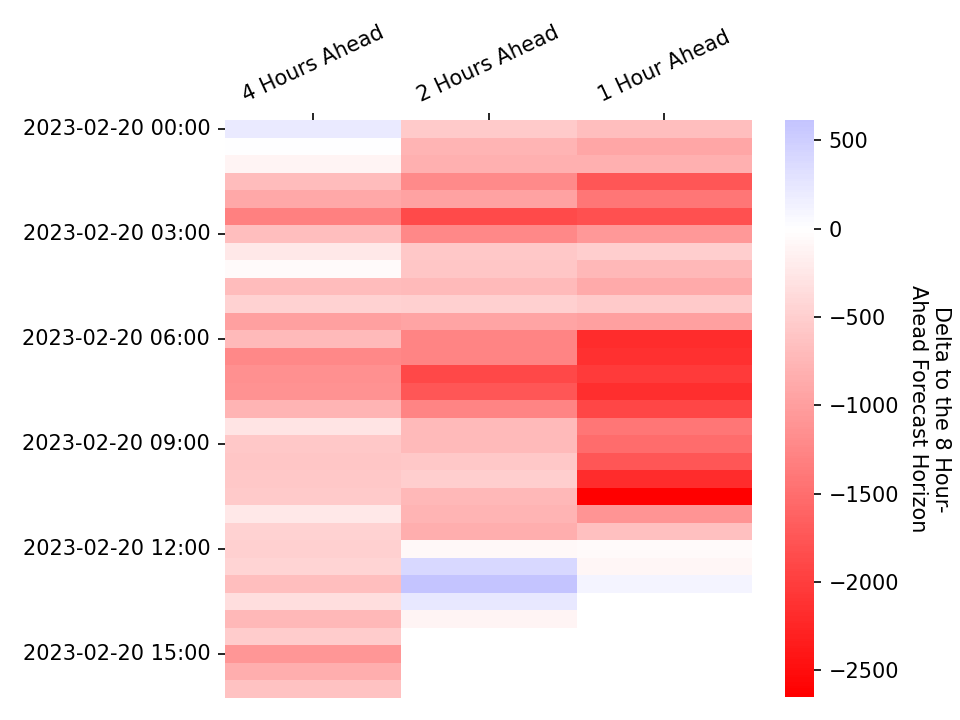 4 Hours Ahead
2 Hours Ahead
1 Hour Ahead
2023-02-20 00:00
2023-02-20 03:00
2023-02-20 06:00
2023-02-20 09:00
2023-02-20 12:00
2023-02-20 15:00
500
0
−500
−1000
−1500
−2000
−2500
Delta to the 8 Hour-
Ahead Forecast Horizon